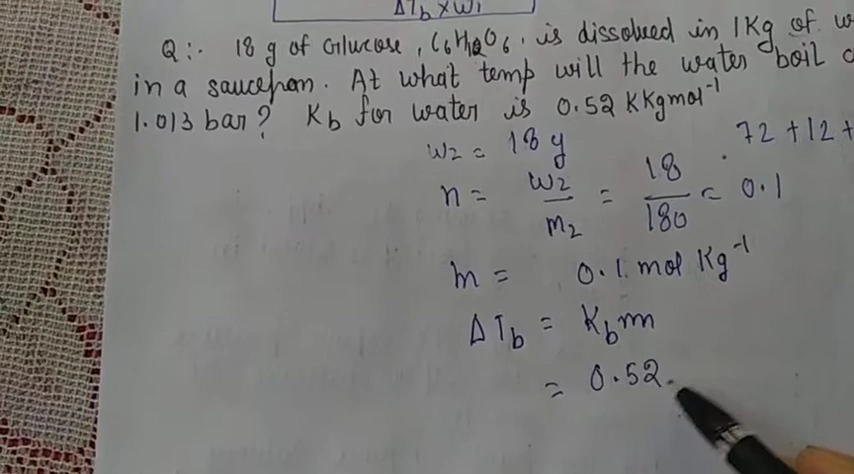 ΔTb × W1
Q:- 18 g of Glucose, C6H12O6, is dissolved in 1Kg of
in a saucepan. At what temp will the water boil
1.013 bar? Kb for water is 0.52 K Kg mol⁻¹
W2 = 18 g
72 + 12 +
n = W2/m2 = 18/180 = 0.1
m = 0.1 mol Kg⁻¹
ΔTb = Kb m
= 0.52